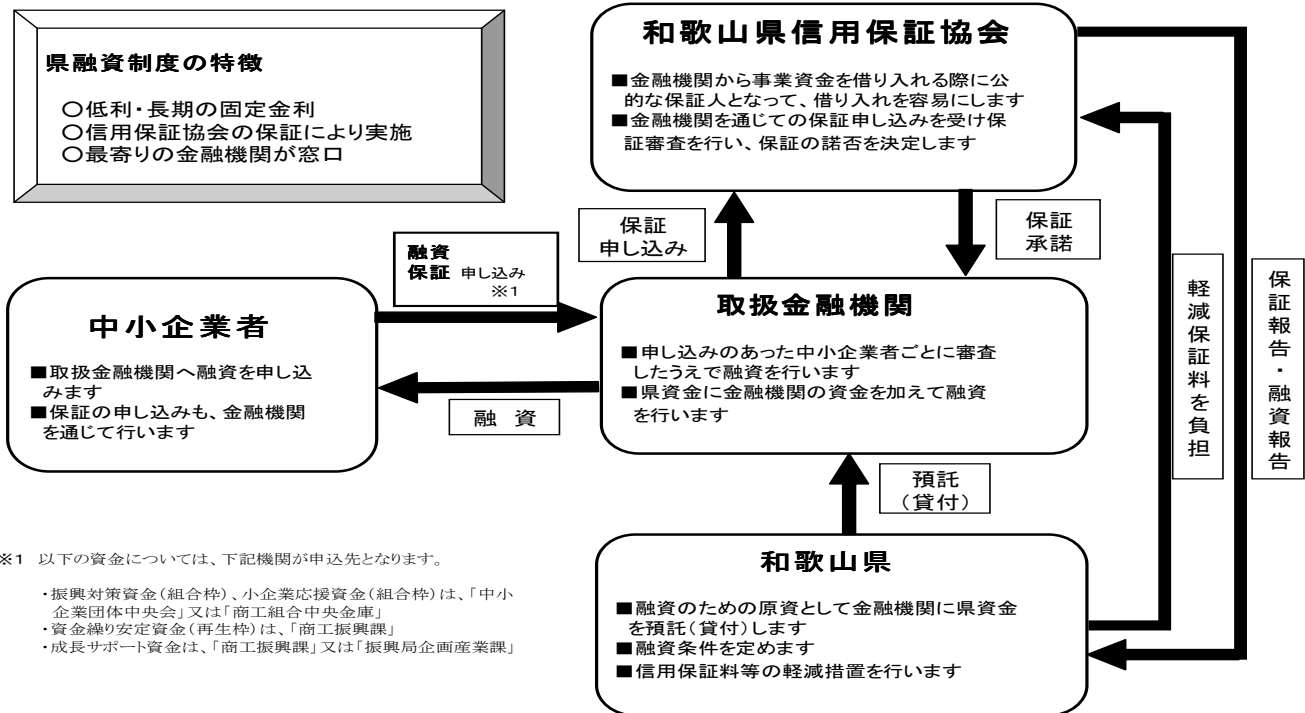 県融資制度の特徴
○低利・長期の固定金利
○信用保証協会の保証により実施
○最寄りの金融機関が窓口
和歌山県信用保証協会
■金融機関から事業資金を借り入れる際に公
的な保証人となって、借り入れを容易にします
■金融機関を通じての保証申し込みを受け保
証審査を行い、保証の諾否を決定します
保証
申し込み
保証
承諾
融資
保証 申し込み
※1
中小企業者
■取扱金融機関へ融資を申し込
みます
■保証の申し込みも、金融機関
を通じて行います
融 資
取扱金融機関
■申し込みのあった中小企業者ごとに審査
したうえで融資を行います
■県資金に金融機関の資金を加えて融資
を行います
軽減保証料を負担
保証報告・融資報告
預託
(貸付)
和歌山県
■融資のための原資として金融機関に県資金
を預託(貸付)します
■融資条件を定めます
■信用保証料等の軽減措置を行います
※1 以下の資金については、下記機関が申込先となります。
・振興対策資金(組合枠)、小企業応援資金(組合枠)は、「中小
企業団体中央会」又は「商工組合中央金庫」
・資金繰り安定資金(再生枠)は、「商工振興課」
・成長サポート資金は、「商工振興課」又は「振興局企画産業課」